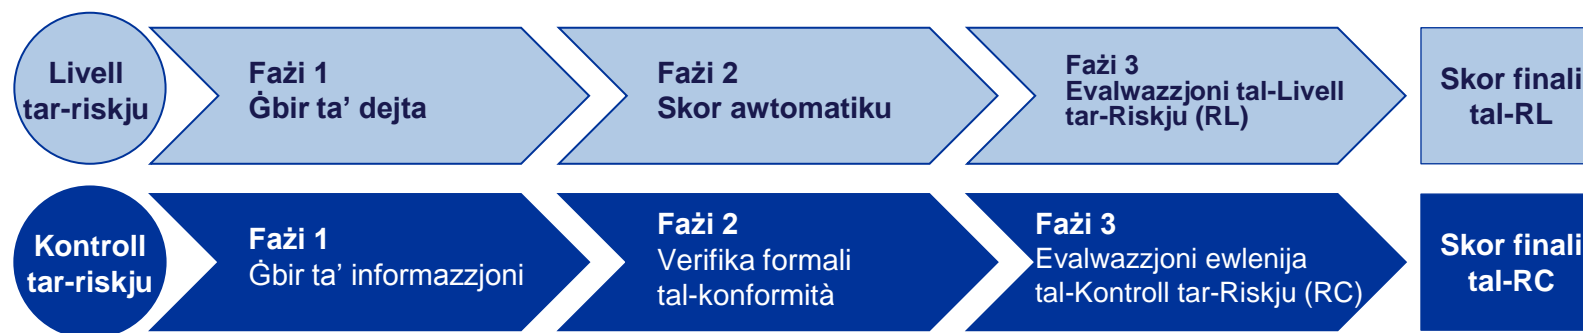 Livell
tar-riskju
Fażi 1
Ġbir ta’ dejta
Fażi 2
Skor awtomatiku
Fażi 3
Evalwazzjoni tal-Livell
tar-Riskju (RL)
Skor finali
tal-RL
Kontroll
tar-riskju
Fażi 1
Ġbir ta’ informazzjoni
Fażi 2
Verifika formali
tal-konformità
Fażi 3
Evalwazzjoni ewlenija
tal-Kontroll tar-Riskju (RC)
Skor finali
tal-RC